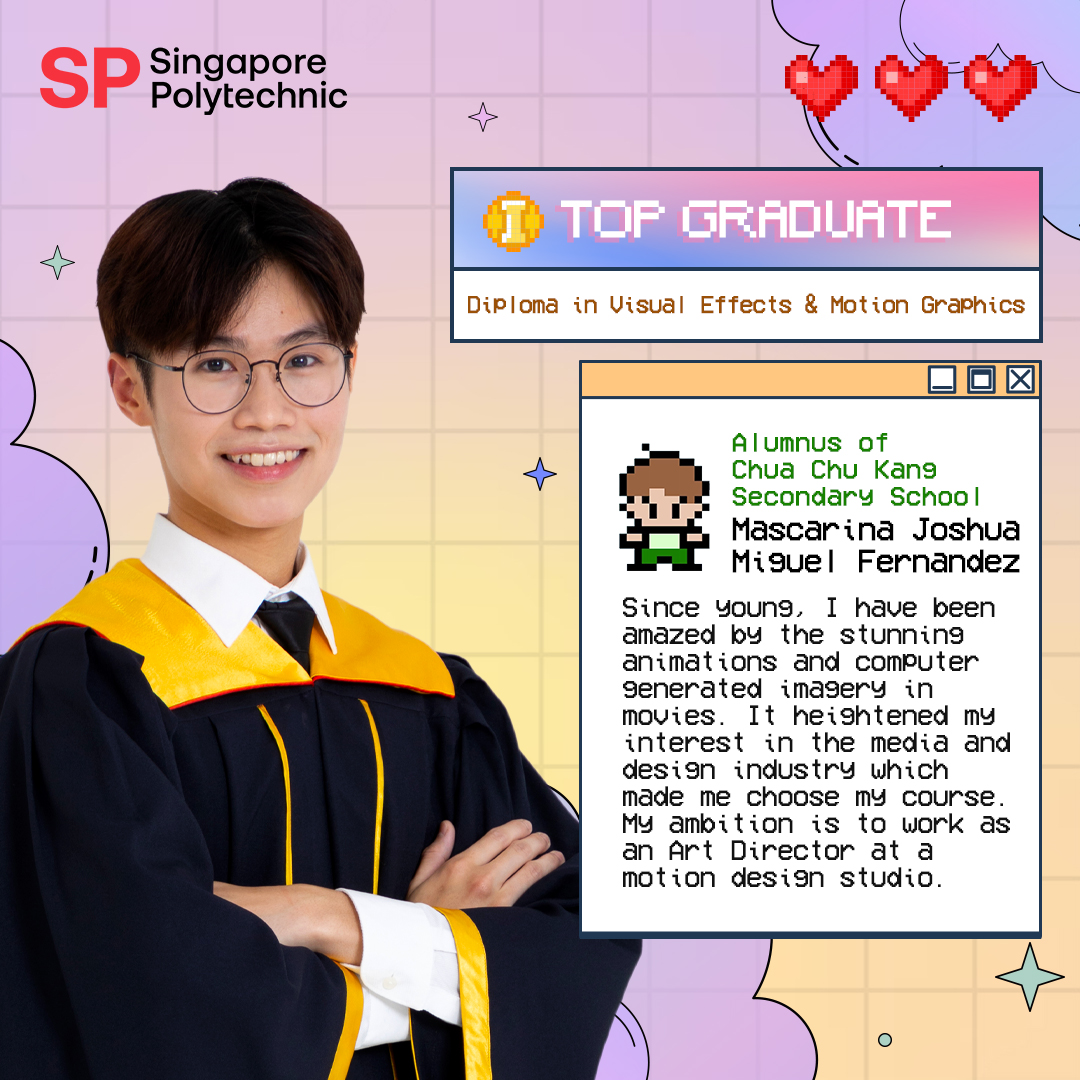 SP Singapore
Polytechnic
TOP GRADUATE
Diploma in Visual Effects & Motion Graphics
Alumnus of
Chua Chu Kang
Secondary School
Mascarina Joshua
Miguel Fernandez
Since young, I have been
amazed by the stunning
animations and computer
generated imagery in
movies. It heightened my
interest in the media and
design industry which
made me choose my course.
My ambition is to work as
an Art Director at a
motion design studio.